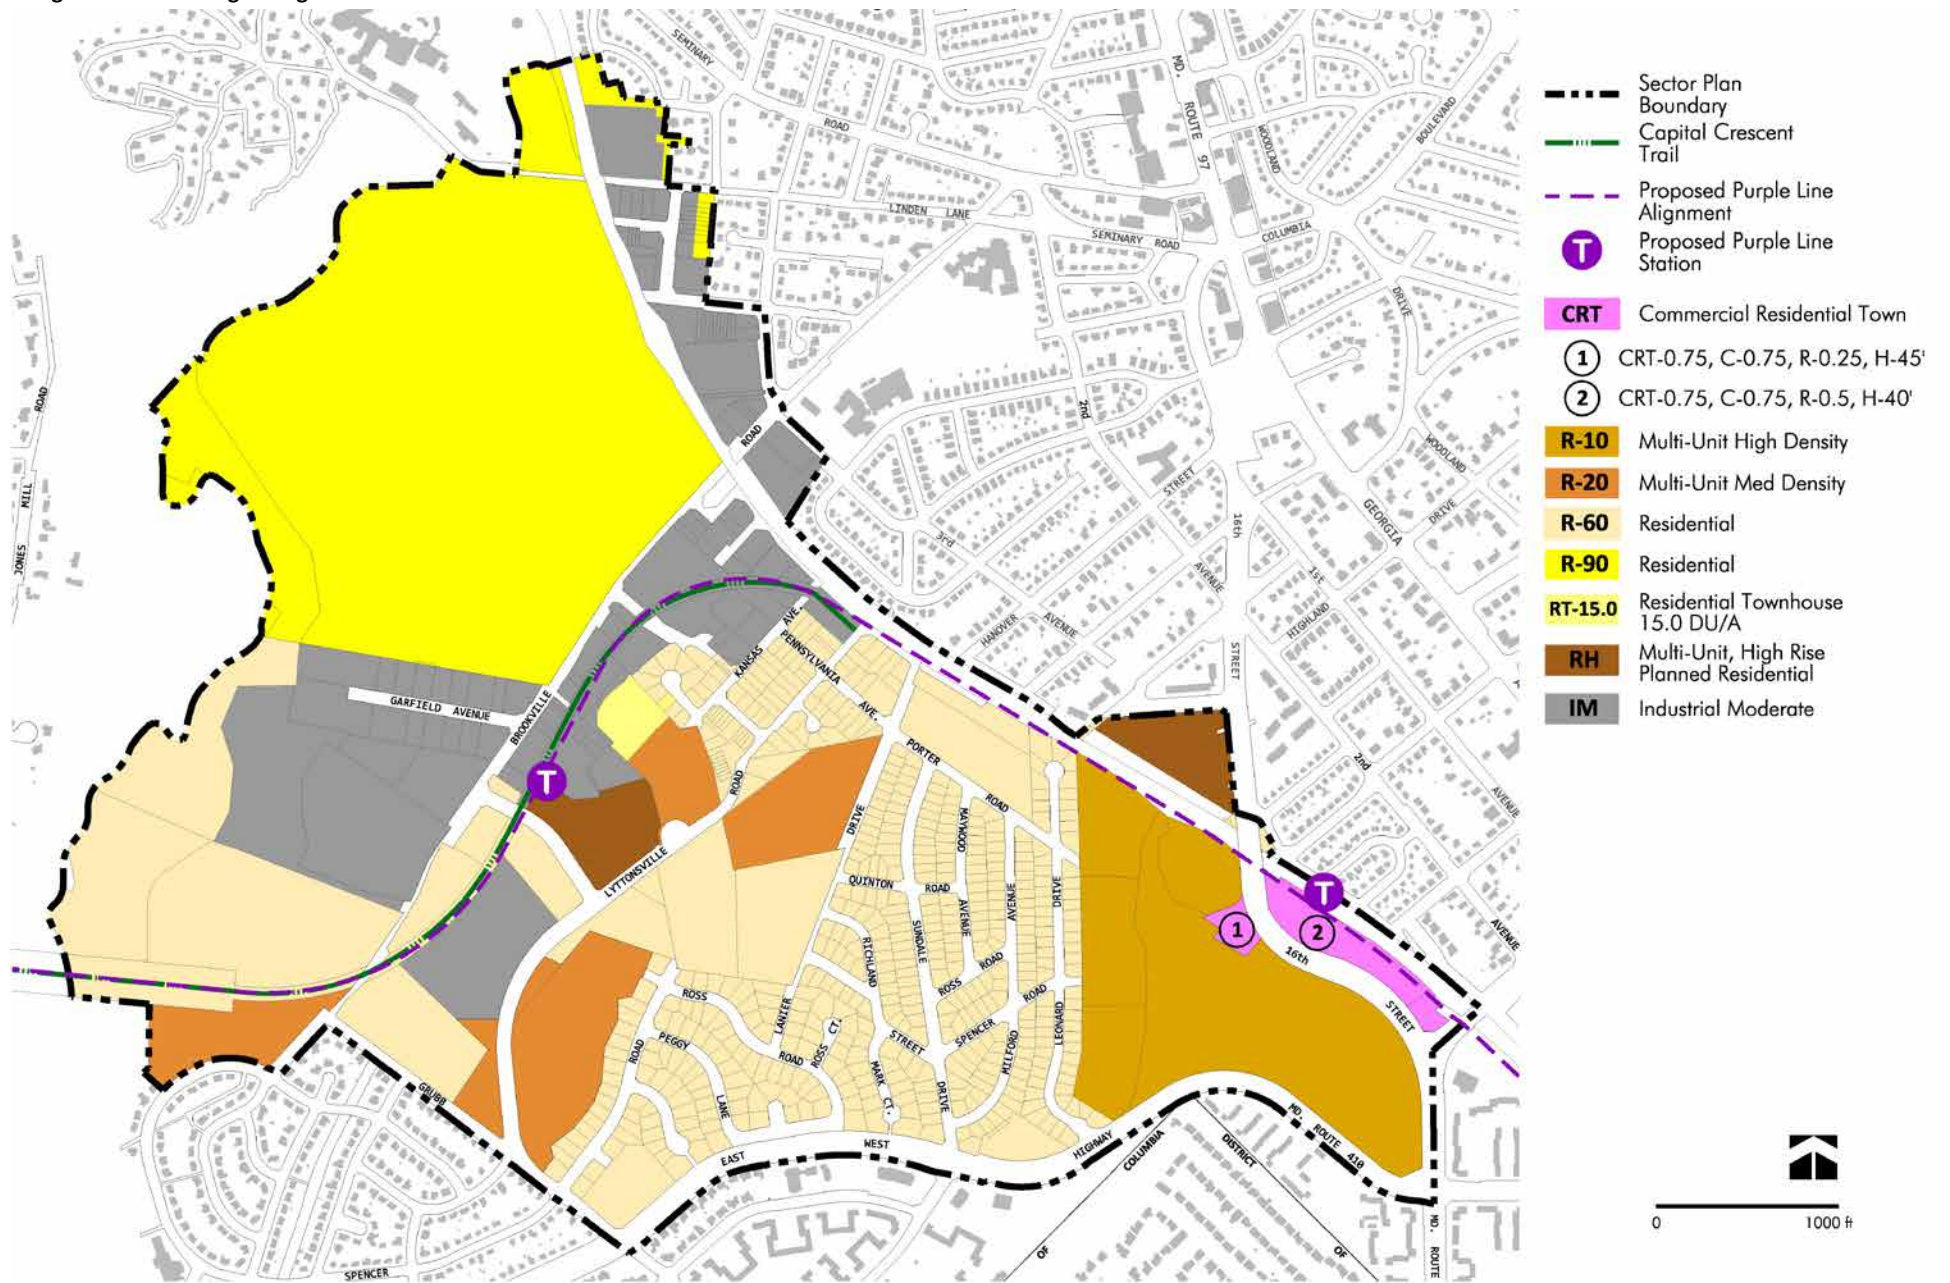 SEMINARY
ROAD
MD.
ROUTE
97
WOODLAND
BOULEVARD
LINDEN LANE
SEMINARY ROAD
COLUMBIA
DRIVE
ROAD
MILL
JONES
ROAD
2nd
STREET
WOODLAND
DRIVE
GEORGIA
16th
3rd
AVENUE
1st
HIGHLAND
HANOVER AVENUE
STREET
2nd
AVENUE
AVENUE
AVE.
PENNSYLVANIA
KANSAS
AVE.
GARFIELD AVENUE
BROOKVILLE
T
PORTER
ROAD
ROAD
DRIVE
MAYWOOD
LYTTONSVILLE
QUINTON ROAD
AVENUE
AVENUE
DRIVE
T
1
2
16th
STREET
SUNDALE
RICHLAND
ROSS ROAD
ROSS
ROAD
LANIER
ROSS CT.
SPENCER ROAD
STREET
MILFORD
LEONARD
PEGGY
LANE
ROAD
MARK CT.
DRIVE
GRUBB
EAST
WEST
HIGHWAY
COLUMBIA
DISTRICT
OF
OF
MD.
ROUTE
410
MD. ROUTE
SPENCER
Sector Plan
Boundary
Capital Crescent
Trail
Proposed Purple Line
Alignment
T
Proposed Purple Line
Station
CRT Commercial Residential Town
1 CRT-0.75, C-0.75, R-0.25, H-45'
2 CRT-0.75, C-0.75, R-0.5, H-40'
R-10 Multi-Unit High Density
R-20 Multi-Unit Med Density
R-60 Residential
R-90 Residential
RT-15.0 Residential Townhouse
15.0 DU/A
RH Multi-Unit, High Rise
Planned Residential
IM Industrial Moderate
0 1000 ft